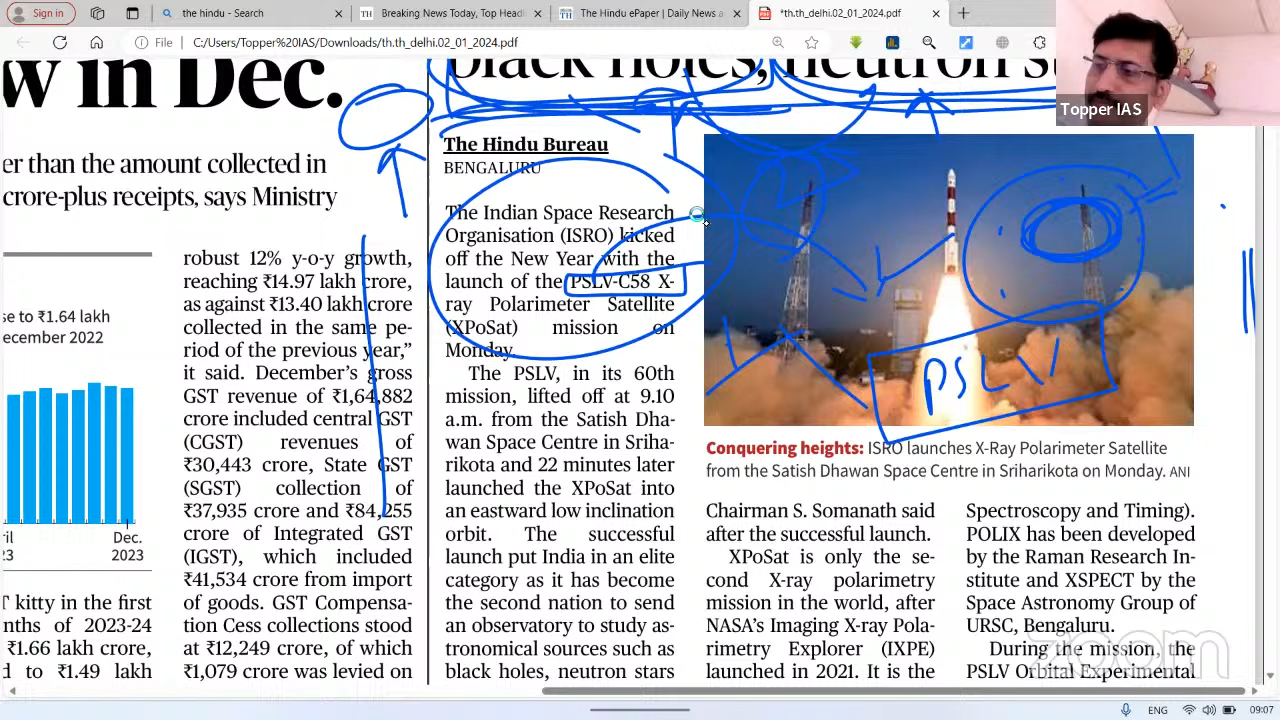 Sign in
the hindu - Search
Breaking News Today, Top Headl
The Hindu ePaper | Daily News a
*th.th_delhi.02_01_2024.pdf
File
C:/Users/Topper%20IAS/Downloads/th.th_delhi.02_01_2024.pdf
Topper IAS
w in Dec.
er than the amount collected in
crore-plus receipts, says Ministry
se to ₹1.64 lakh
ecember 2022
ril
23
Dec.
2023
T kitty in the first
nths of 2023-24
₹1.66 lakh crore,
d to ₹1.49 lakh
robust 12% y-o-y growth,
reaching ₹14.97 lakh crore,
as against ₹13.40 lakh crore
collected in the same pe-
riod of the previous year,”
it said. December’s gross
GST revenue of ₹1,64,882
crore included central GST
(CGST) revenues of
₹30,443 crore, State GST
(SGST) collection of
₹37,935 crore and ₹84,255
crore of Integrated GST
(IGST), which included
₹41,534 crore from import
of goods. GST Compensa-
tion Cess collections stood
at ₹12,249 crore, of which
₹1,079 crore was levied on
black holes, neutron st
The Hindu Bureau
BENGALURU
The Indian Space Research
Organisation (ISRO) kicked
off the New Year with the
launch of the PSLV-C58 X-
ray Polarimeter Satellite
(XPoSat) mission on
Monday.
The PSLV, in its 60th
mission, lifted off at 9.10
a.m. from the Satish Dha-
wan Space Centre in Sriha-
rikota and 22 minutes later
launched the XPoSat into
an eastward low inclination
orbit. The successful
launch put India in an elite
category as it has become
the second nation to send
an observatory to study as-
tronomical sources such as
black holes, neutron stars
PSLV
Conquering heights: ISRO launches X-Ray Polarimeter Satellite
from the Satish Dhawan Space Centre in Sriharikota on Monday. ANI
Chairman S. Somanath said
after the successful launch.
XPoSat is only the se-
cond X-ray polarimetry
mission in the world, after
NASA’s Imaging X-ray Pola-
rimetry Explorer (IXPE)
launched in 2021. It is the
Spectroscopy and Timing).
POLIX has been developed
by the Raman Research In-
stitute and XSPECT by the
Space Astronomy Group of
URSC, Bengaluru.
During the mission, the
PSLV Orbital Experimental
zoom
ENG
09:07